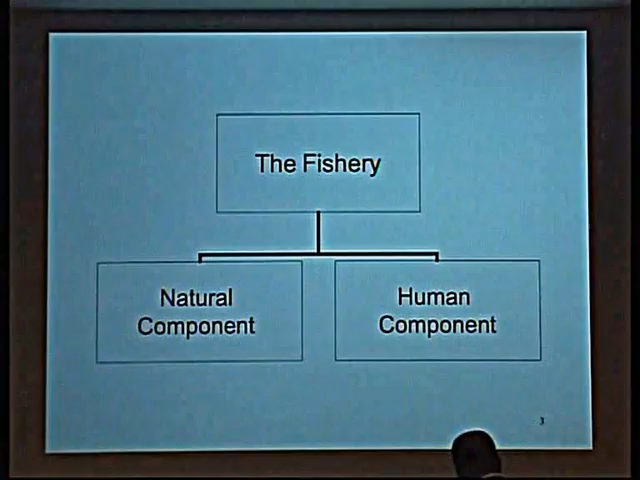 The Fishery
Natural
Component
Human
Component
3